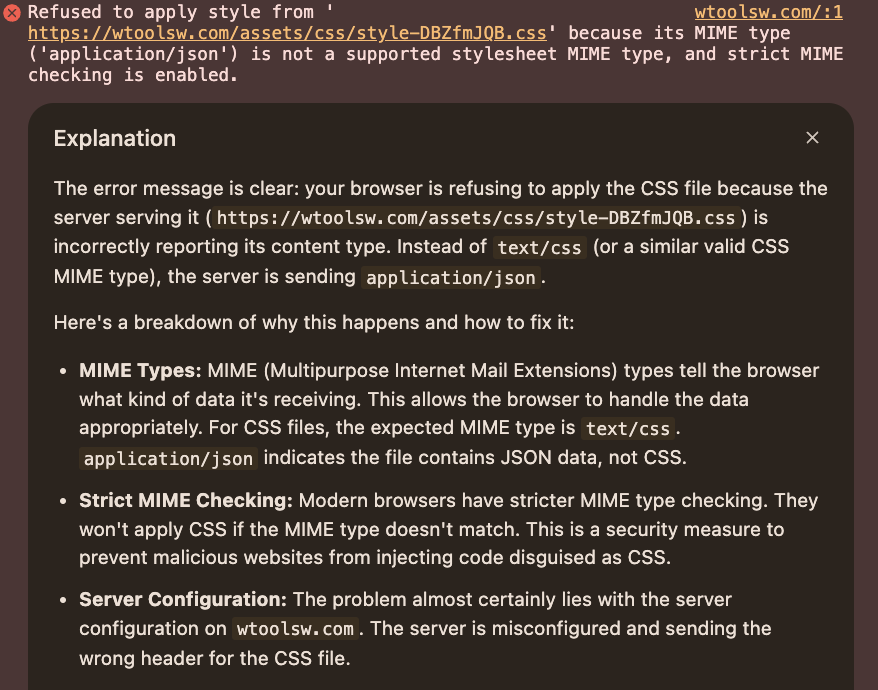 Refused to apply style from ' wtoolsw.com/:1
https://wtoolsw.com/assets/css/style-DBZfmJQB.css' because its MIME type
('application/json') is not a supported stylesheet MIME type, and strict MIME
checking is enabled.
Explanation
The error message is clear: your browser is refusing to apply the CSS file because the
server serving it (https://wtoolsw.com/assets/css/style-DBZfmJQB.css) is
incorrectly reporting its content type. Instead of text/css (or a similar valid CSS
MIME type), the server is sending application/json.
Here's a breakdown of why this happens and how to fix it:
• MIME Types: MIME (Multipurpose Internet Mail Extensions) types tell the browser
what kind of data it's receiving. This allows the browser to handle the data
appropriately. For CSS files, the expected MIME type is text/css.
application/json indicates the file contains JSON data, not CSS.
• Strict MIME Checking: Modern browsers have stricter MIME type checking. They
won't apply CSS if the MIME type doesn't match. This is a security measure to
prevent malicious websites from injecting code disguised as CSS.
• Server Configuration: The problem almost certainly lies with the server
configuration on wtoolsw.com. The server is misconfigured and sending the
wrong header for the CSS file.